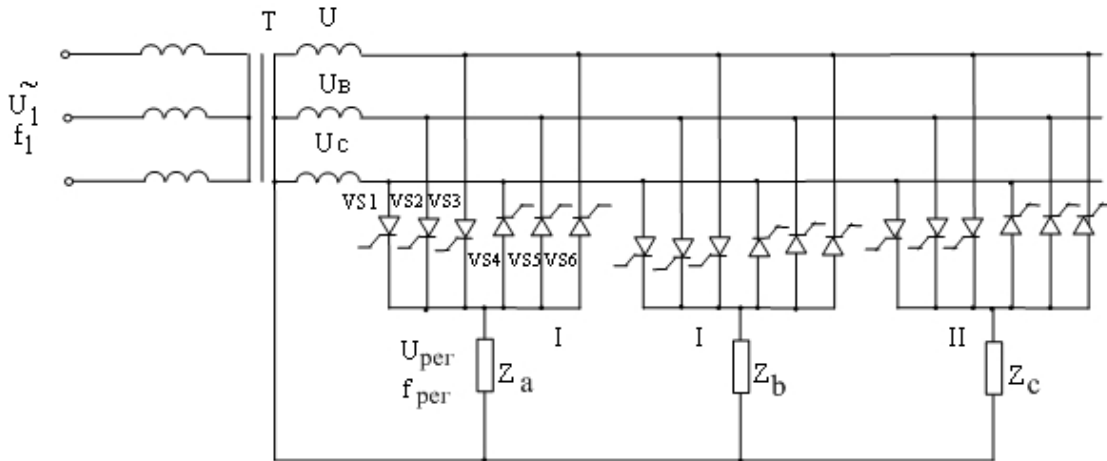 T
U
U_B
U_C
U_1~
f_1
VS1 VS2 VS3
VS4 VS5 VS6
I
I
II
U_per
f_per
Z_a
Z_b
Z_c